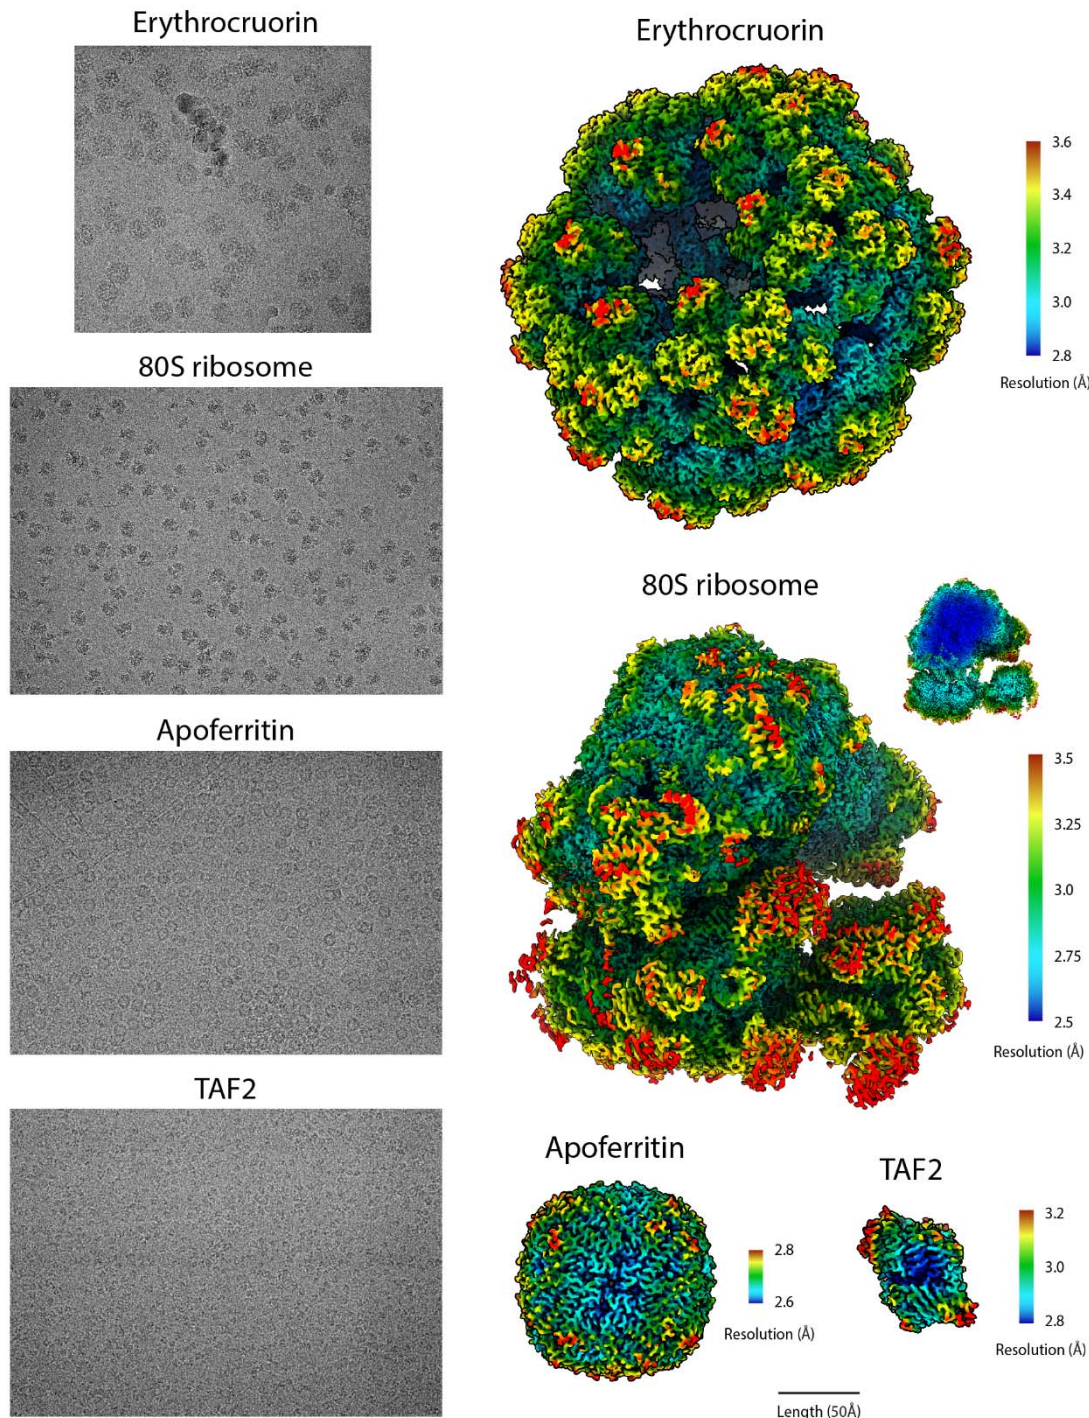 Erythrocruorin
80S ribosome
Apoferritin
TAF2
Erythrocruorin
3.6
3.4
3.2
3.0
2.8
Resolution (Å)
80S ribosome
3.5
3.25
3.0
2.75
2.5
Resolution (Å)
Apoferritin
2.8
2.6
Resolution (Å)
TAF2
3.2
3.0
2.8
Resolution (Å)
Length (50Å)